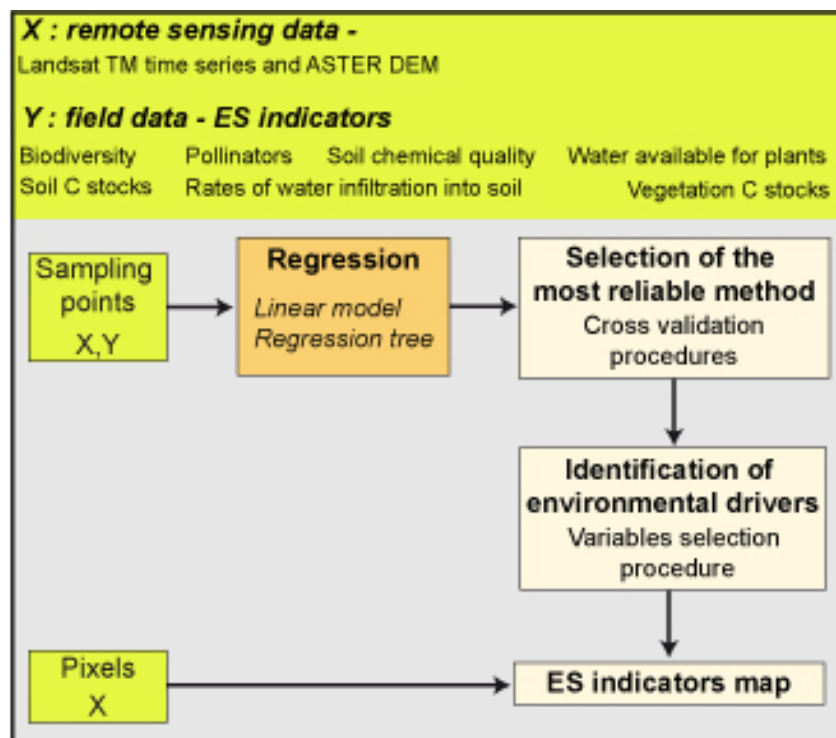 X : remote sensing data -
Landsat TM time series and ASTER DEM
Y : field data - ES indicators
Biodiversity Pollinators Soil chemical quality Water available for plants
Soil C stocks Rates of water infiltration into soil Vegetation C stocks
Sampling
points
X,Y
Regression
Linear model
Regression tree
Selection of the
most reliable method
Cross validation
procedures
Identification of
environmental drivers
Variables selection
procedure
Pixels
X
ES indicators map